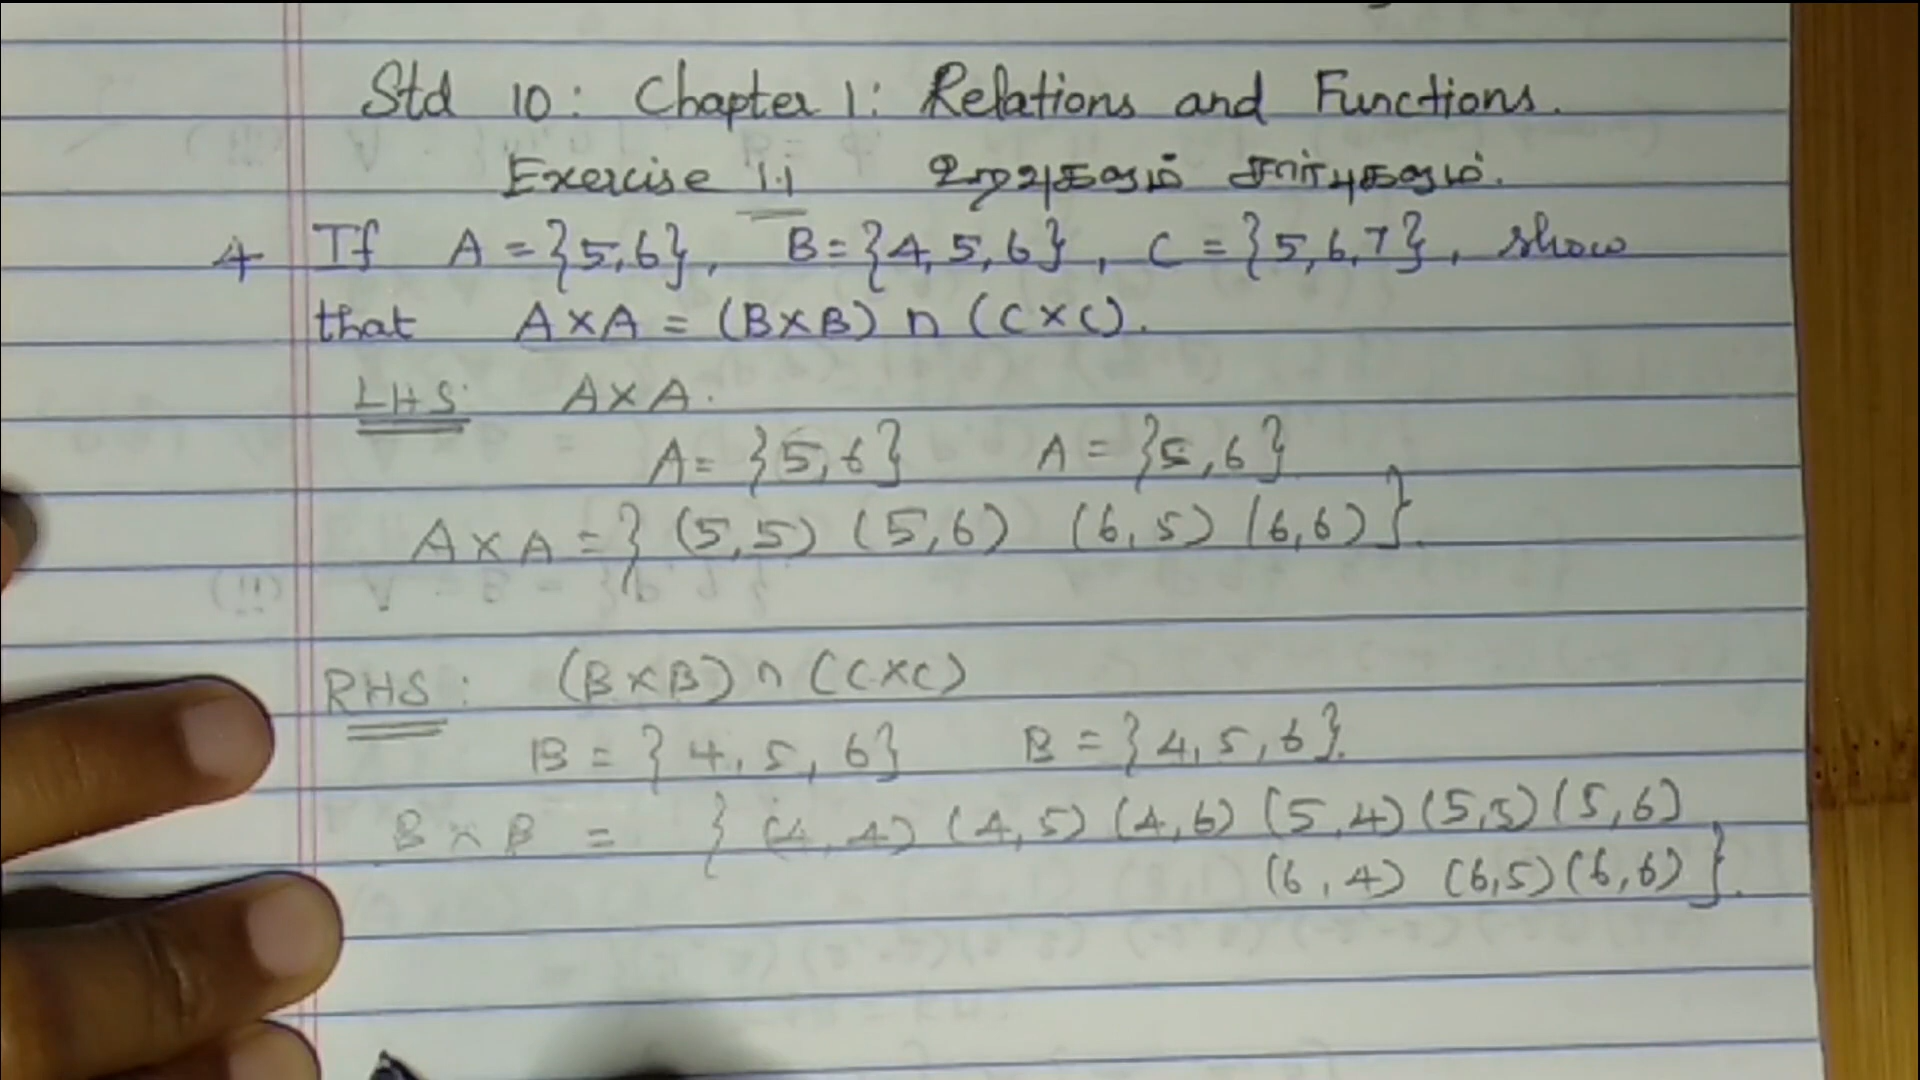 Std 10: Chapter 1: Relations and Functions.
Exercise 1.1 உறவுகளும் சார்புகளும்.
4 If A = {5,6}, B = {4,5,6}, C = {5,6,7}, show
that A×A = (B×B) ∩ (C×C).
LHS: A×A.
A = {5,6} A = {5,6}
A×A = { (5,5) (5,6) (6,5) (6,6) }.
RHS: (B×B) ∩ (C×C)
B = {4,5,6} B = {4,5,6}.
B×B = { (4,4) (4,5) (4,6) (5,4) (5,5) (5,6)
(6,4) (6,5) (6,6) }.